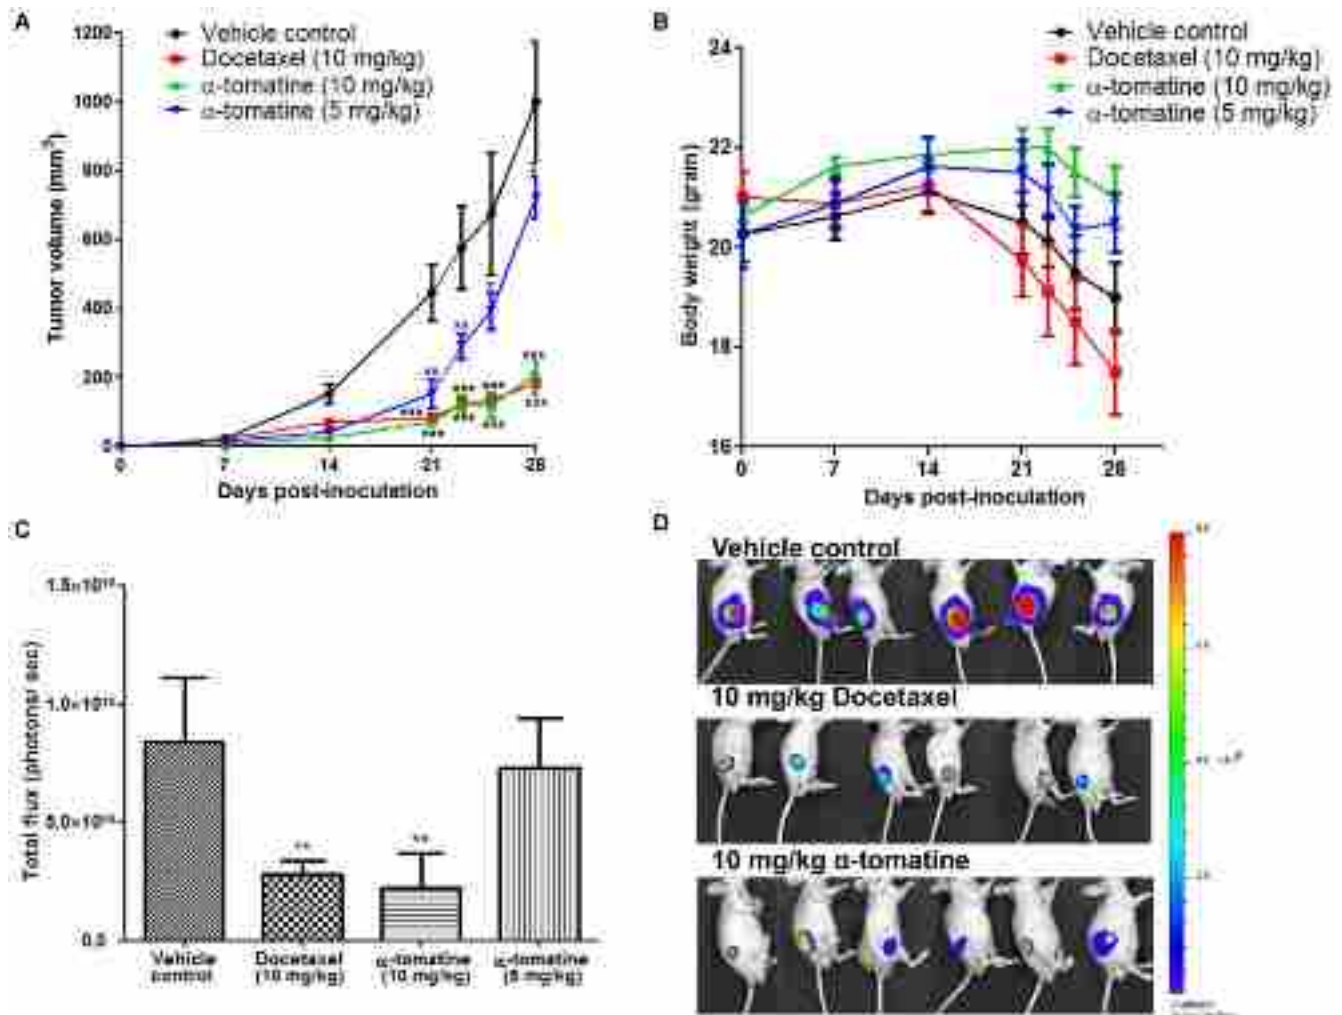 A
1200
1000
800
600
400
200
0
Tumor volume (mm³)
Vehicle control
Docetaxel (10 mg/kg)
α-tomatine (10 mg/kg)
α-tomatine (5 mg/kg)
**
**
***
***
***
***
***
***
***
***
0 7 14 21 28
Days post-inoculation
B
24
22
20
18
16
Body weight (gram)
Vehicle control
Docetaxel (10 mg/kg)
α-tomatine (10 mg/kg)
α-tomatine (5 mg/kg)
0 7 14 21 28
Days post-inoculation
C
0.0
Total flux (photons/ sec)
**
**
Vehicle control
Docetaxel (10 mg/kg)
α-tomatine (10 mg/kg)
α-tomatine (5 mg/kg)
D
Vehicle control
10 mg/kg Docetaxel
10 mg/kg α-tomatine